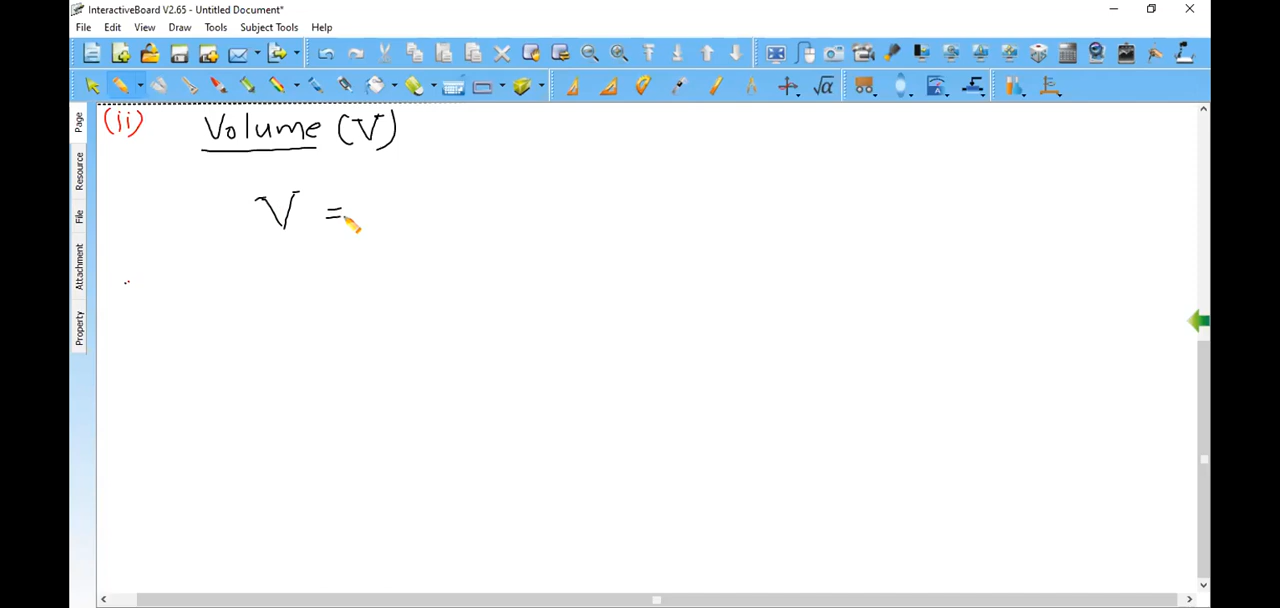 InteractiveBoard V2.65 - Untitled Document*
File Edit View Draw Tools Subject Tools Help
Page
Resource
File
Attachment
Property
(ii) Volume (V)
V =